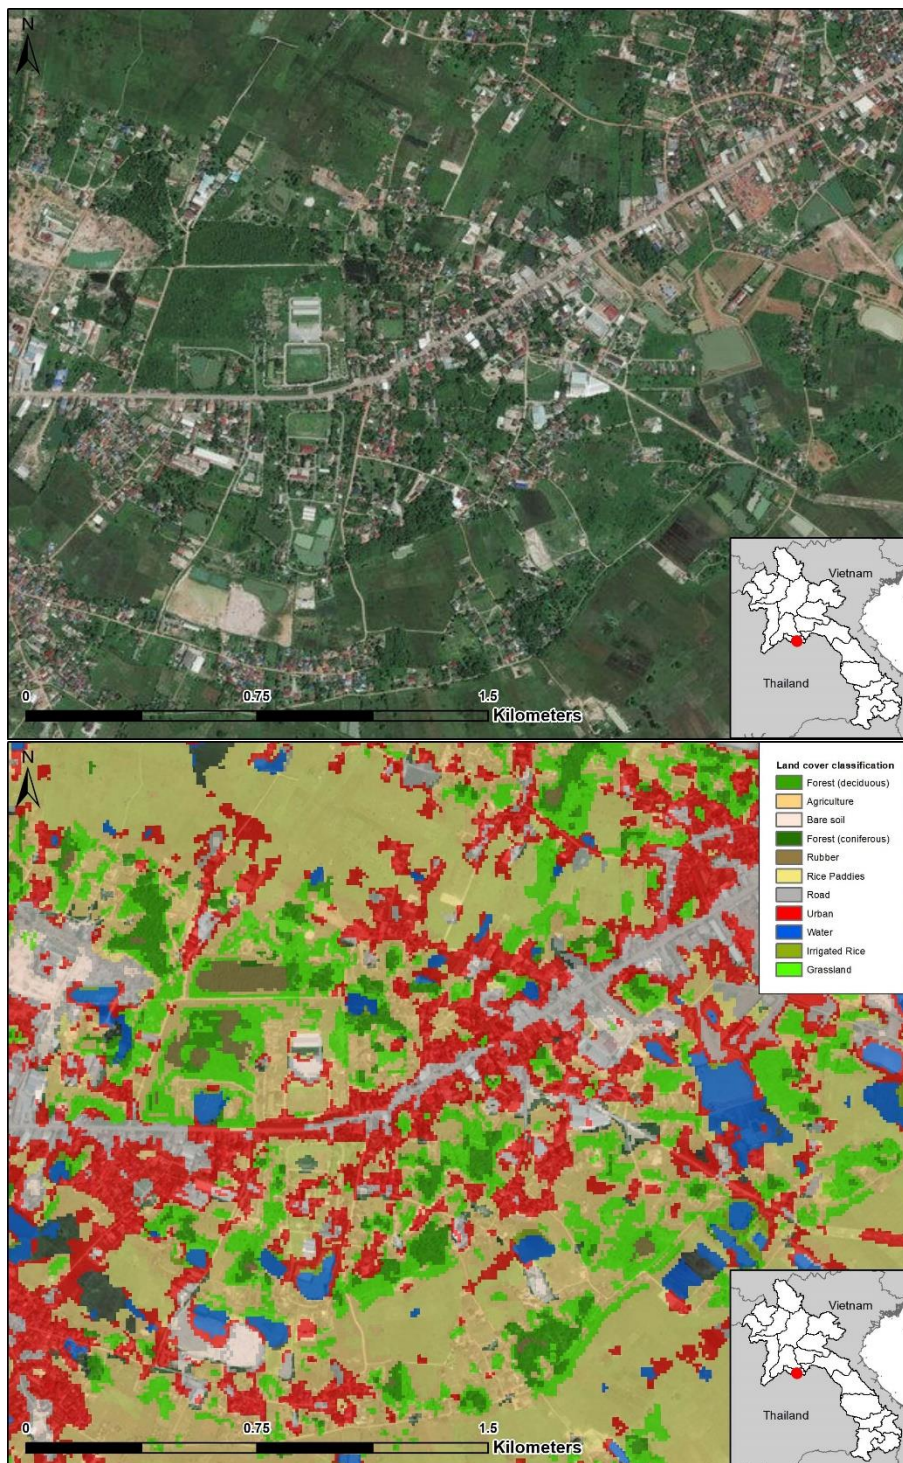 N
Vietnam
Thailand
0 0.75 1.5
Kilometers
N
Land cover classification
Forest (deciduous)
Agriculture
Bare soil
Forest (coniferous)
Rubber
Rice Paddies
Road
Urban
Water
Irrigated Rice
Grassland
Vietnam
Thailand
0 0.75 1.5
Kilometers